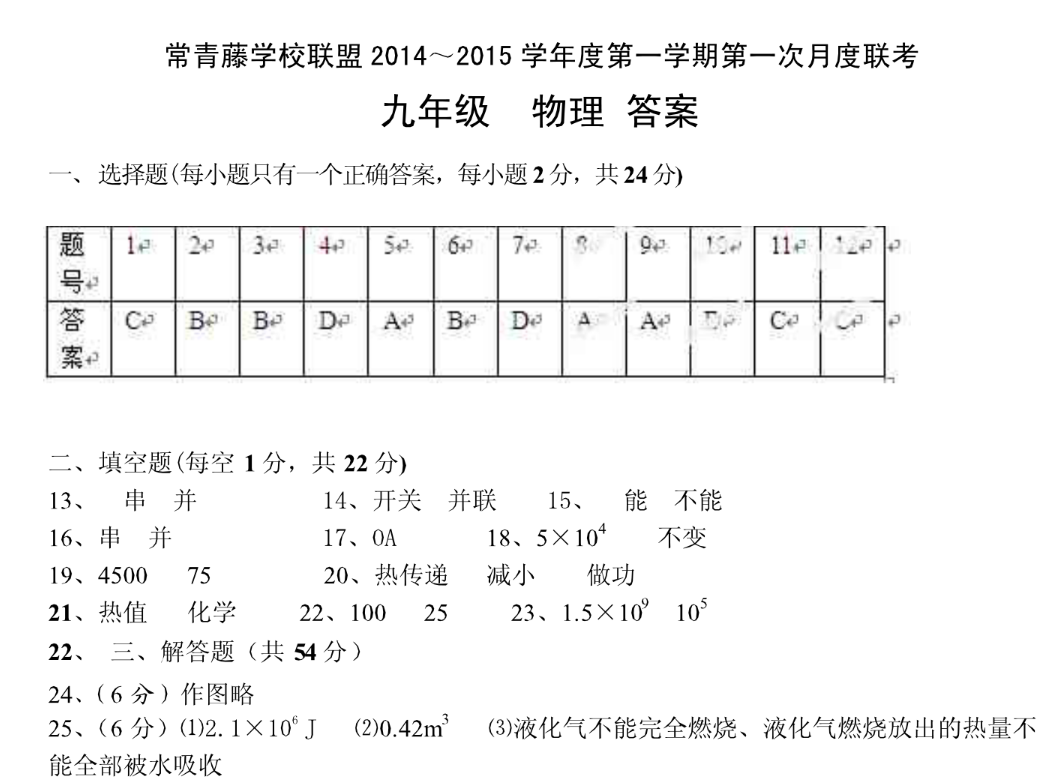 常青藤学校联盟 2014～2015 学年度第一学期第一次月度联考
九年级 物理 答案
一、 选择题(每小题只有一个正确答案，每小题 2 分，共 24 分)
题号 1 2 3 4 5 6 7 8 9 10 11 12
答案 C B B D A B D A A D C C
二、填空题(每空 1 分，共 22 分)
13、 串 并 14、开关 并联 15、 能 不能
16、串 并 17、0A 18、5×10⁴ 不变
19、4500 75 20、热传递 减小 做功
21、热值 化学 22、100 25 23、1.5×10⁹ 10⁵
22、 三、解答题（共 54 分）
24、（6 分）作图略
25、（6 分）⑴2.1×10⁶J ⑵0.42m³ ⑶液化气不能完全燃烧、液化气燃烧放出的热量不
能全部被水吸收